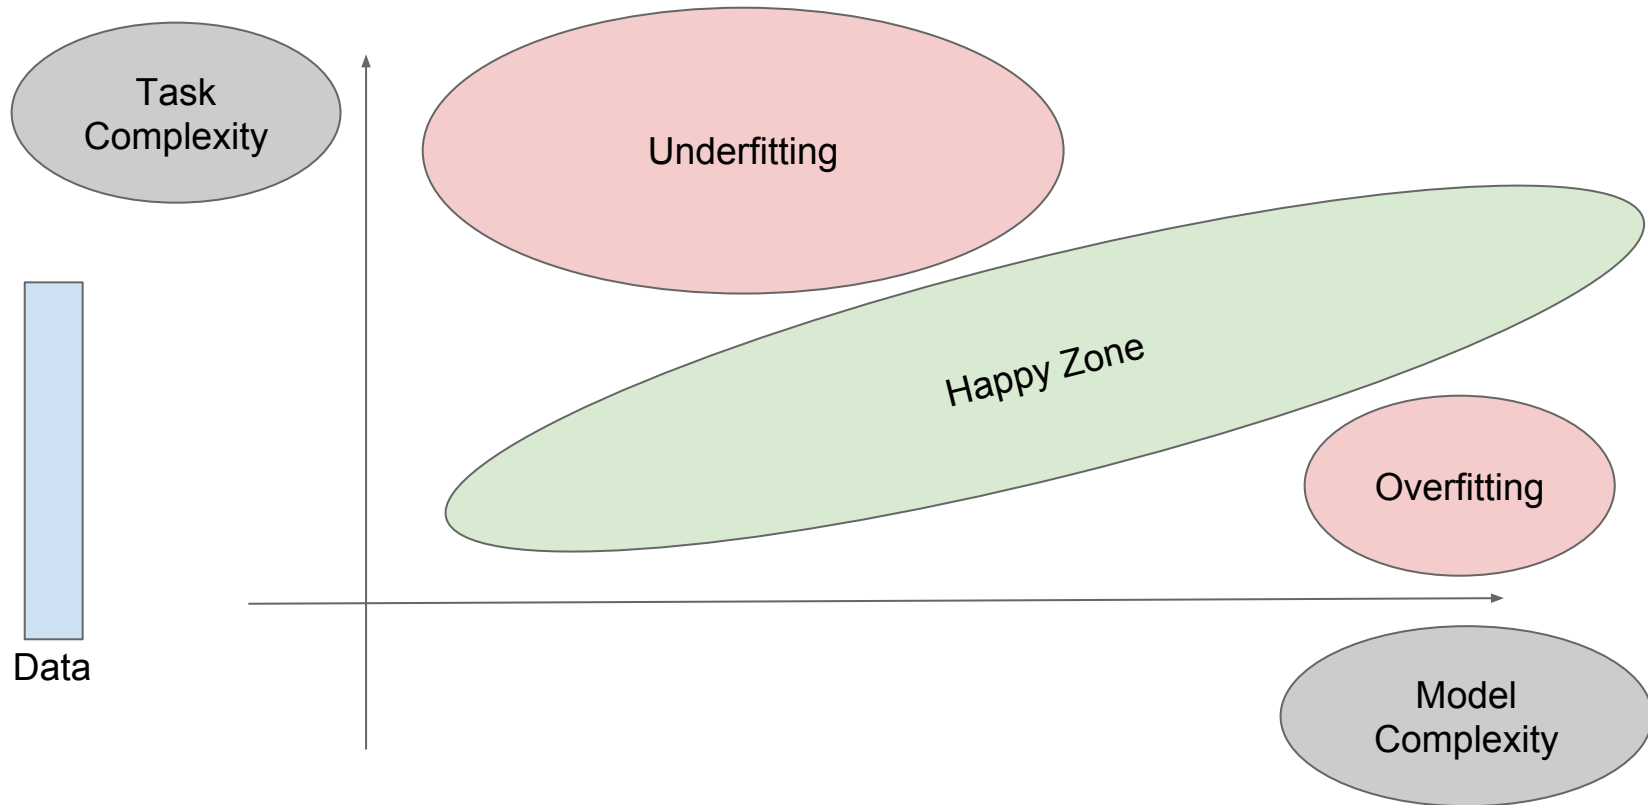 Task
Complexity
Underfitting
Happy Zone
Overfitting
Data
Model
Complexity